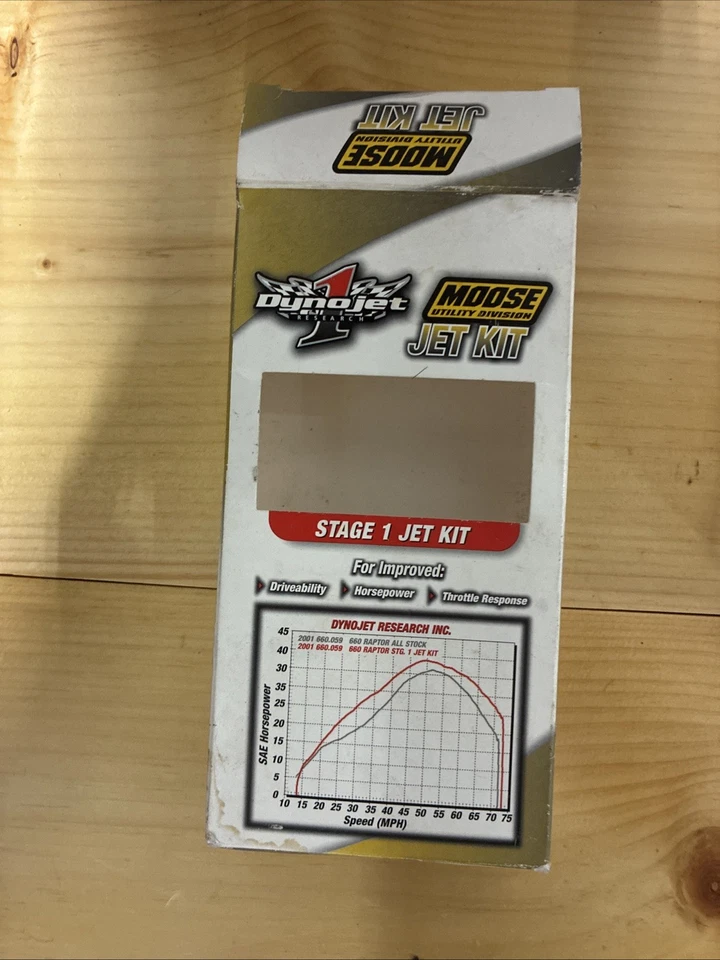 JET KIT
MOOSE
UTILITY DIVISION
Dynojet
RESEARCH
1
MOOSE
UTILITY DIVISION
JET KIT
STAGE 1 JET KIT
For Improved:
Driveability Horsepower Throttle Response
DYNOJET RESEARCH INC.
2001 660.059 660 RAPTOR ALL STOCK
2001 660.059 660 RAPTOR STG. 1 JET KIT
SAE Horsepower
45
40
35
30
25
20
15
10
5
0
10 15 20 25 30 35 40 45 50 55 60 65 70 75
Speed (MPH)